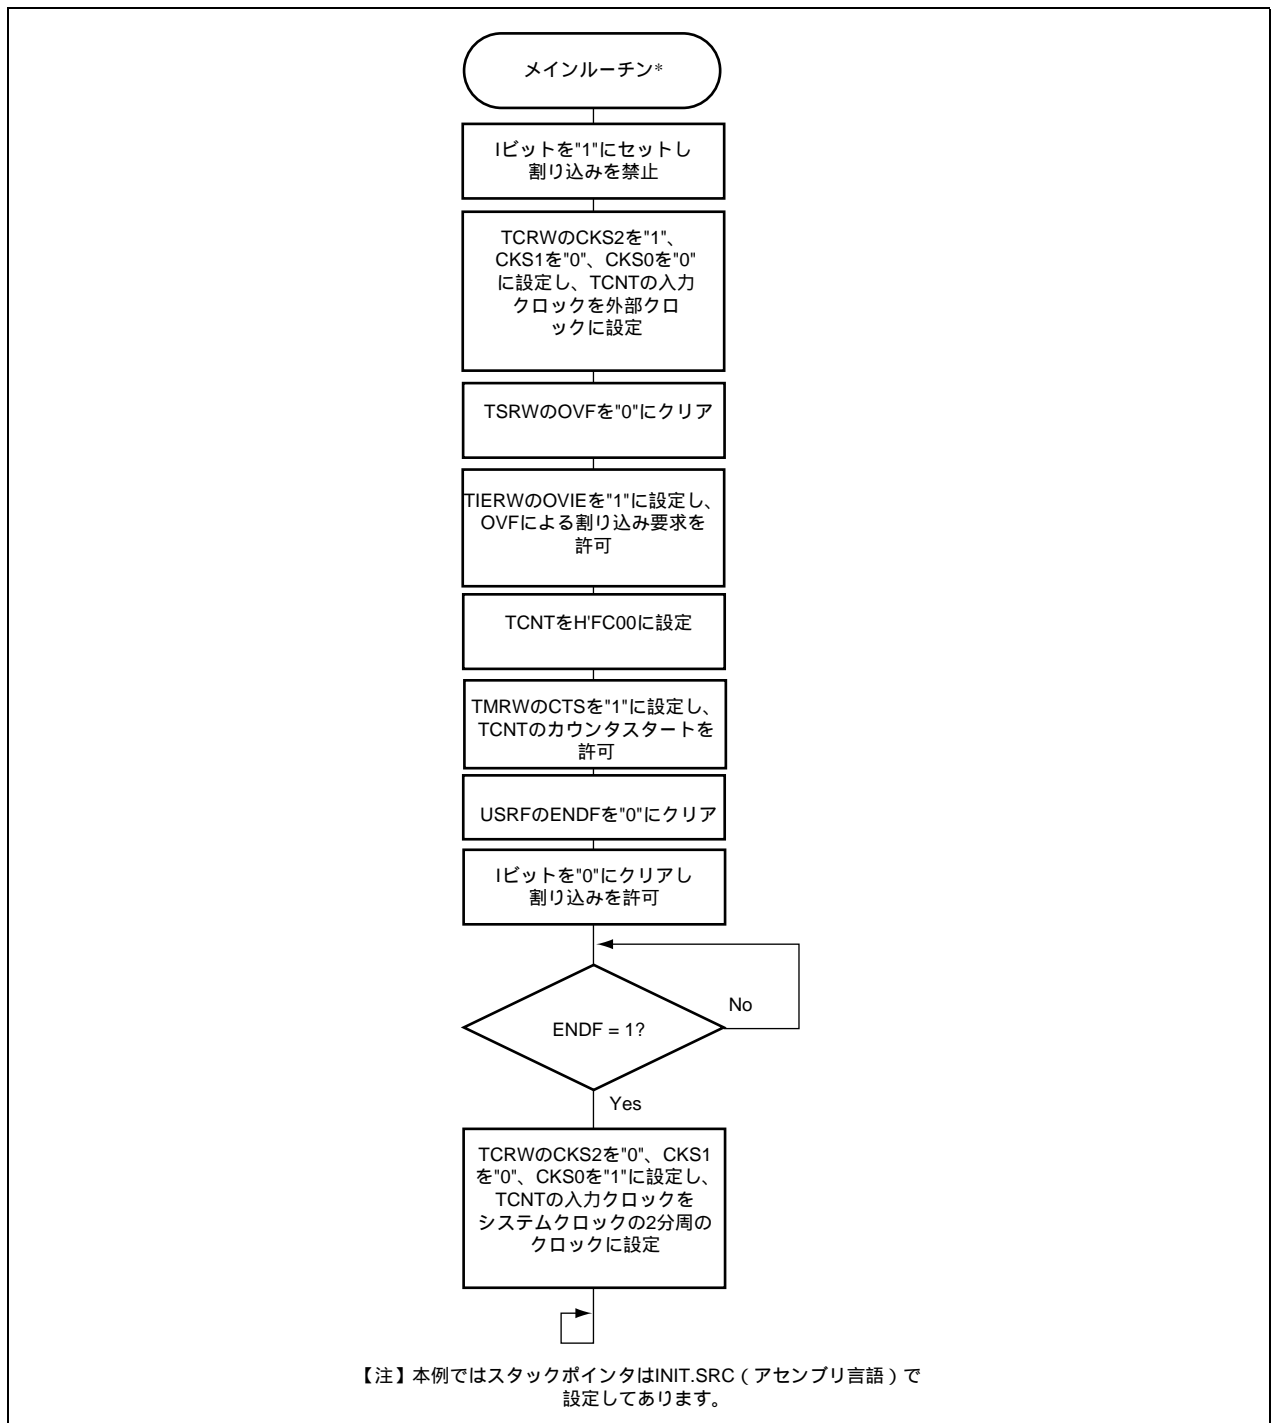 メインルーチン*
Iビットを"1"にセットし
割り込みを禁止
TCRWのCKS2を"1"、
CKS1を"0"、CKS0を"0"
に設定し、TCNTの入力
クロックを外部クロ
ックに設定
TSRWのOVFを"0"にクリア
TIERWのOVIEを"1"に設定し、
OVFによる割り込み要求を
許可
TCNTをH'FC00に設定
TMRWのCTSを"1"に設定し、
TCNTのカウンタスタートを
許可
USRFのENDFを"0"にクリア
Iビットを"0"にクリアし
割り込みを許可
No
ENDF = 1?
Yes
TCRWのCKS2を"0"、CKS1
を"0"、CKS0を"1"に設定し、
TCNTの入力クロックを
システムクロックの2分周の
クロックに設定
【注】本例ではスタックポインタはINIT.SRC（アセンブリ言語）で
設定してあります。